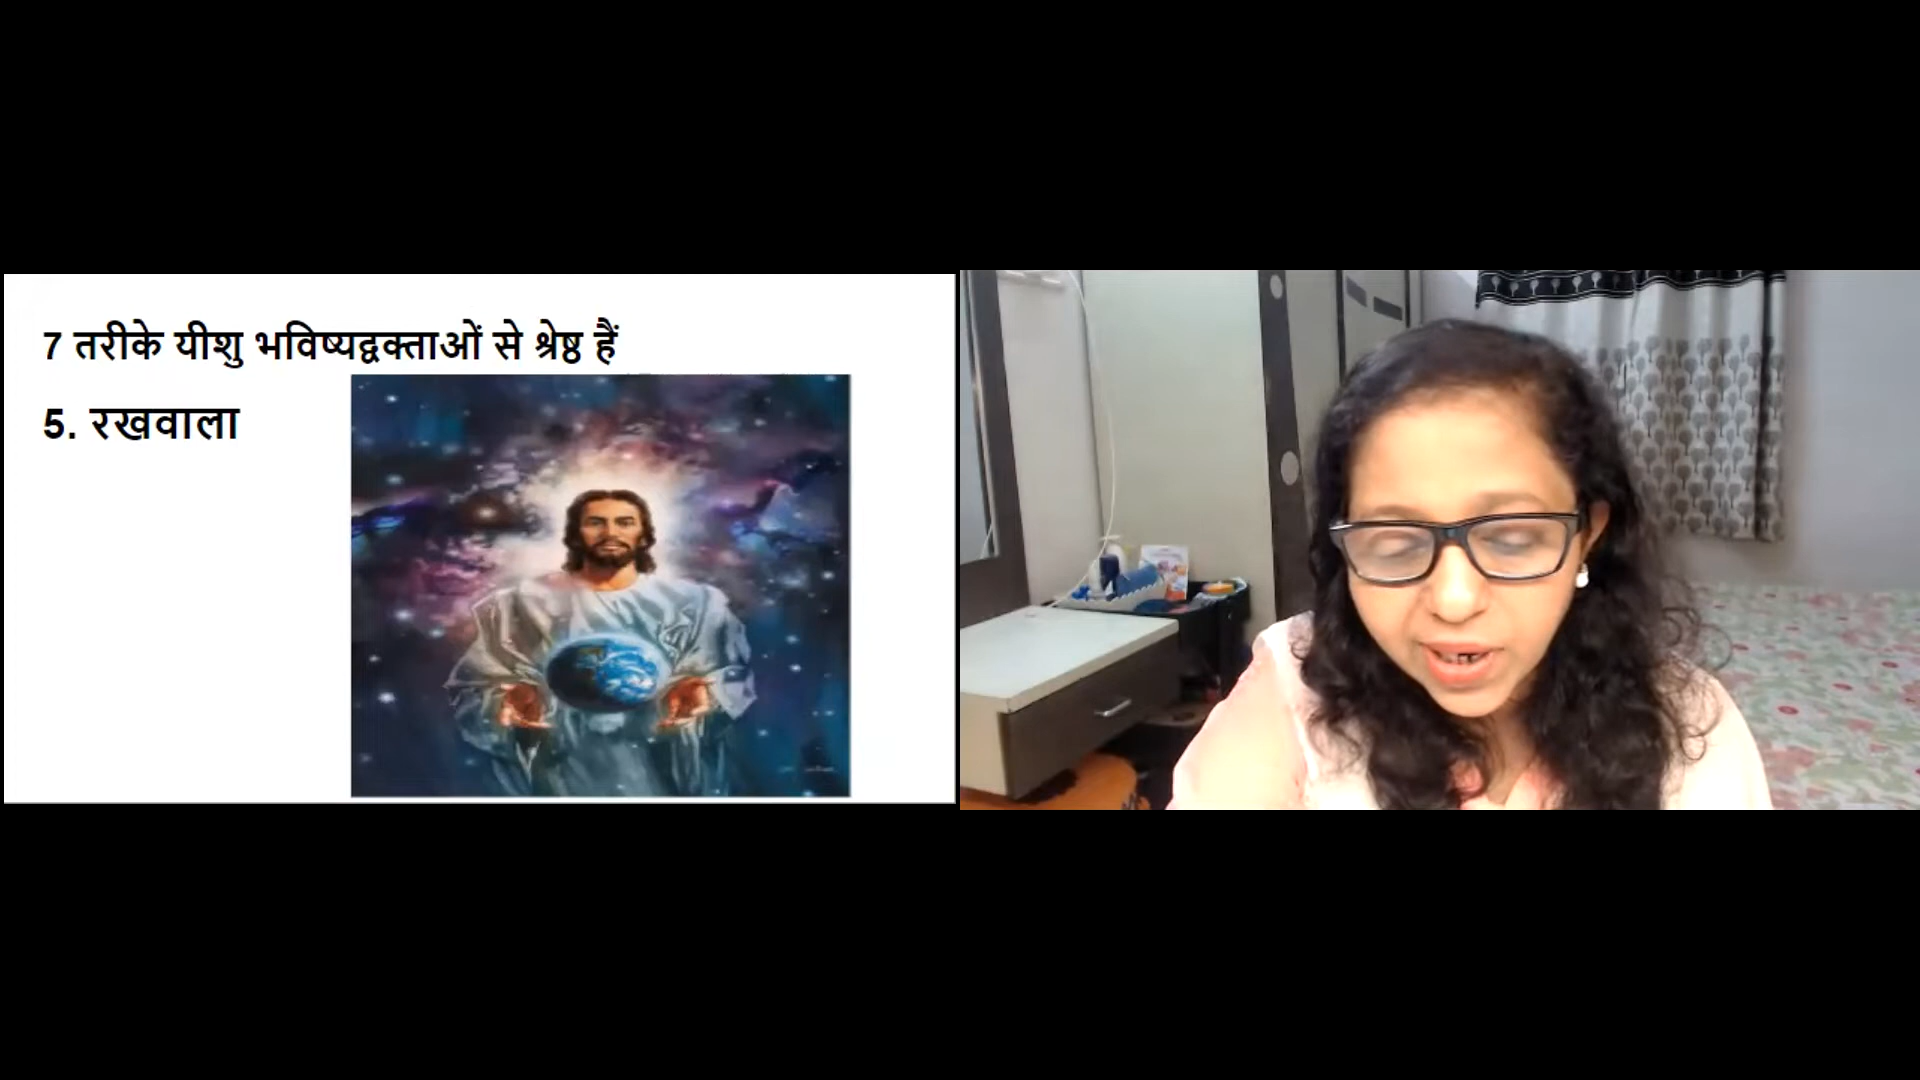 7 तरीके यीशु भविष्यद्वक्ताओं से श्रेष्ठ हैं
5. रखवाला